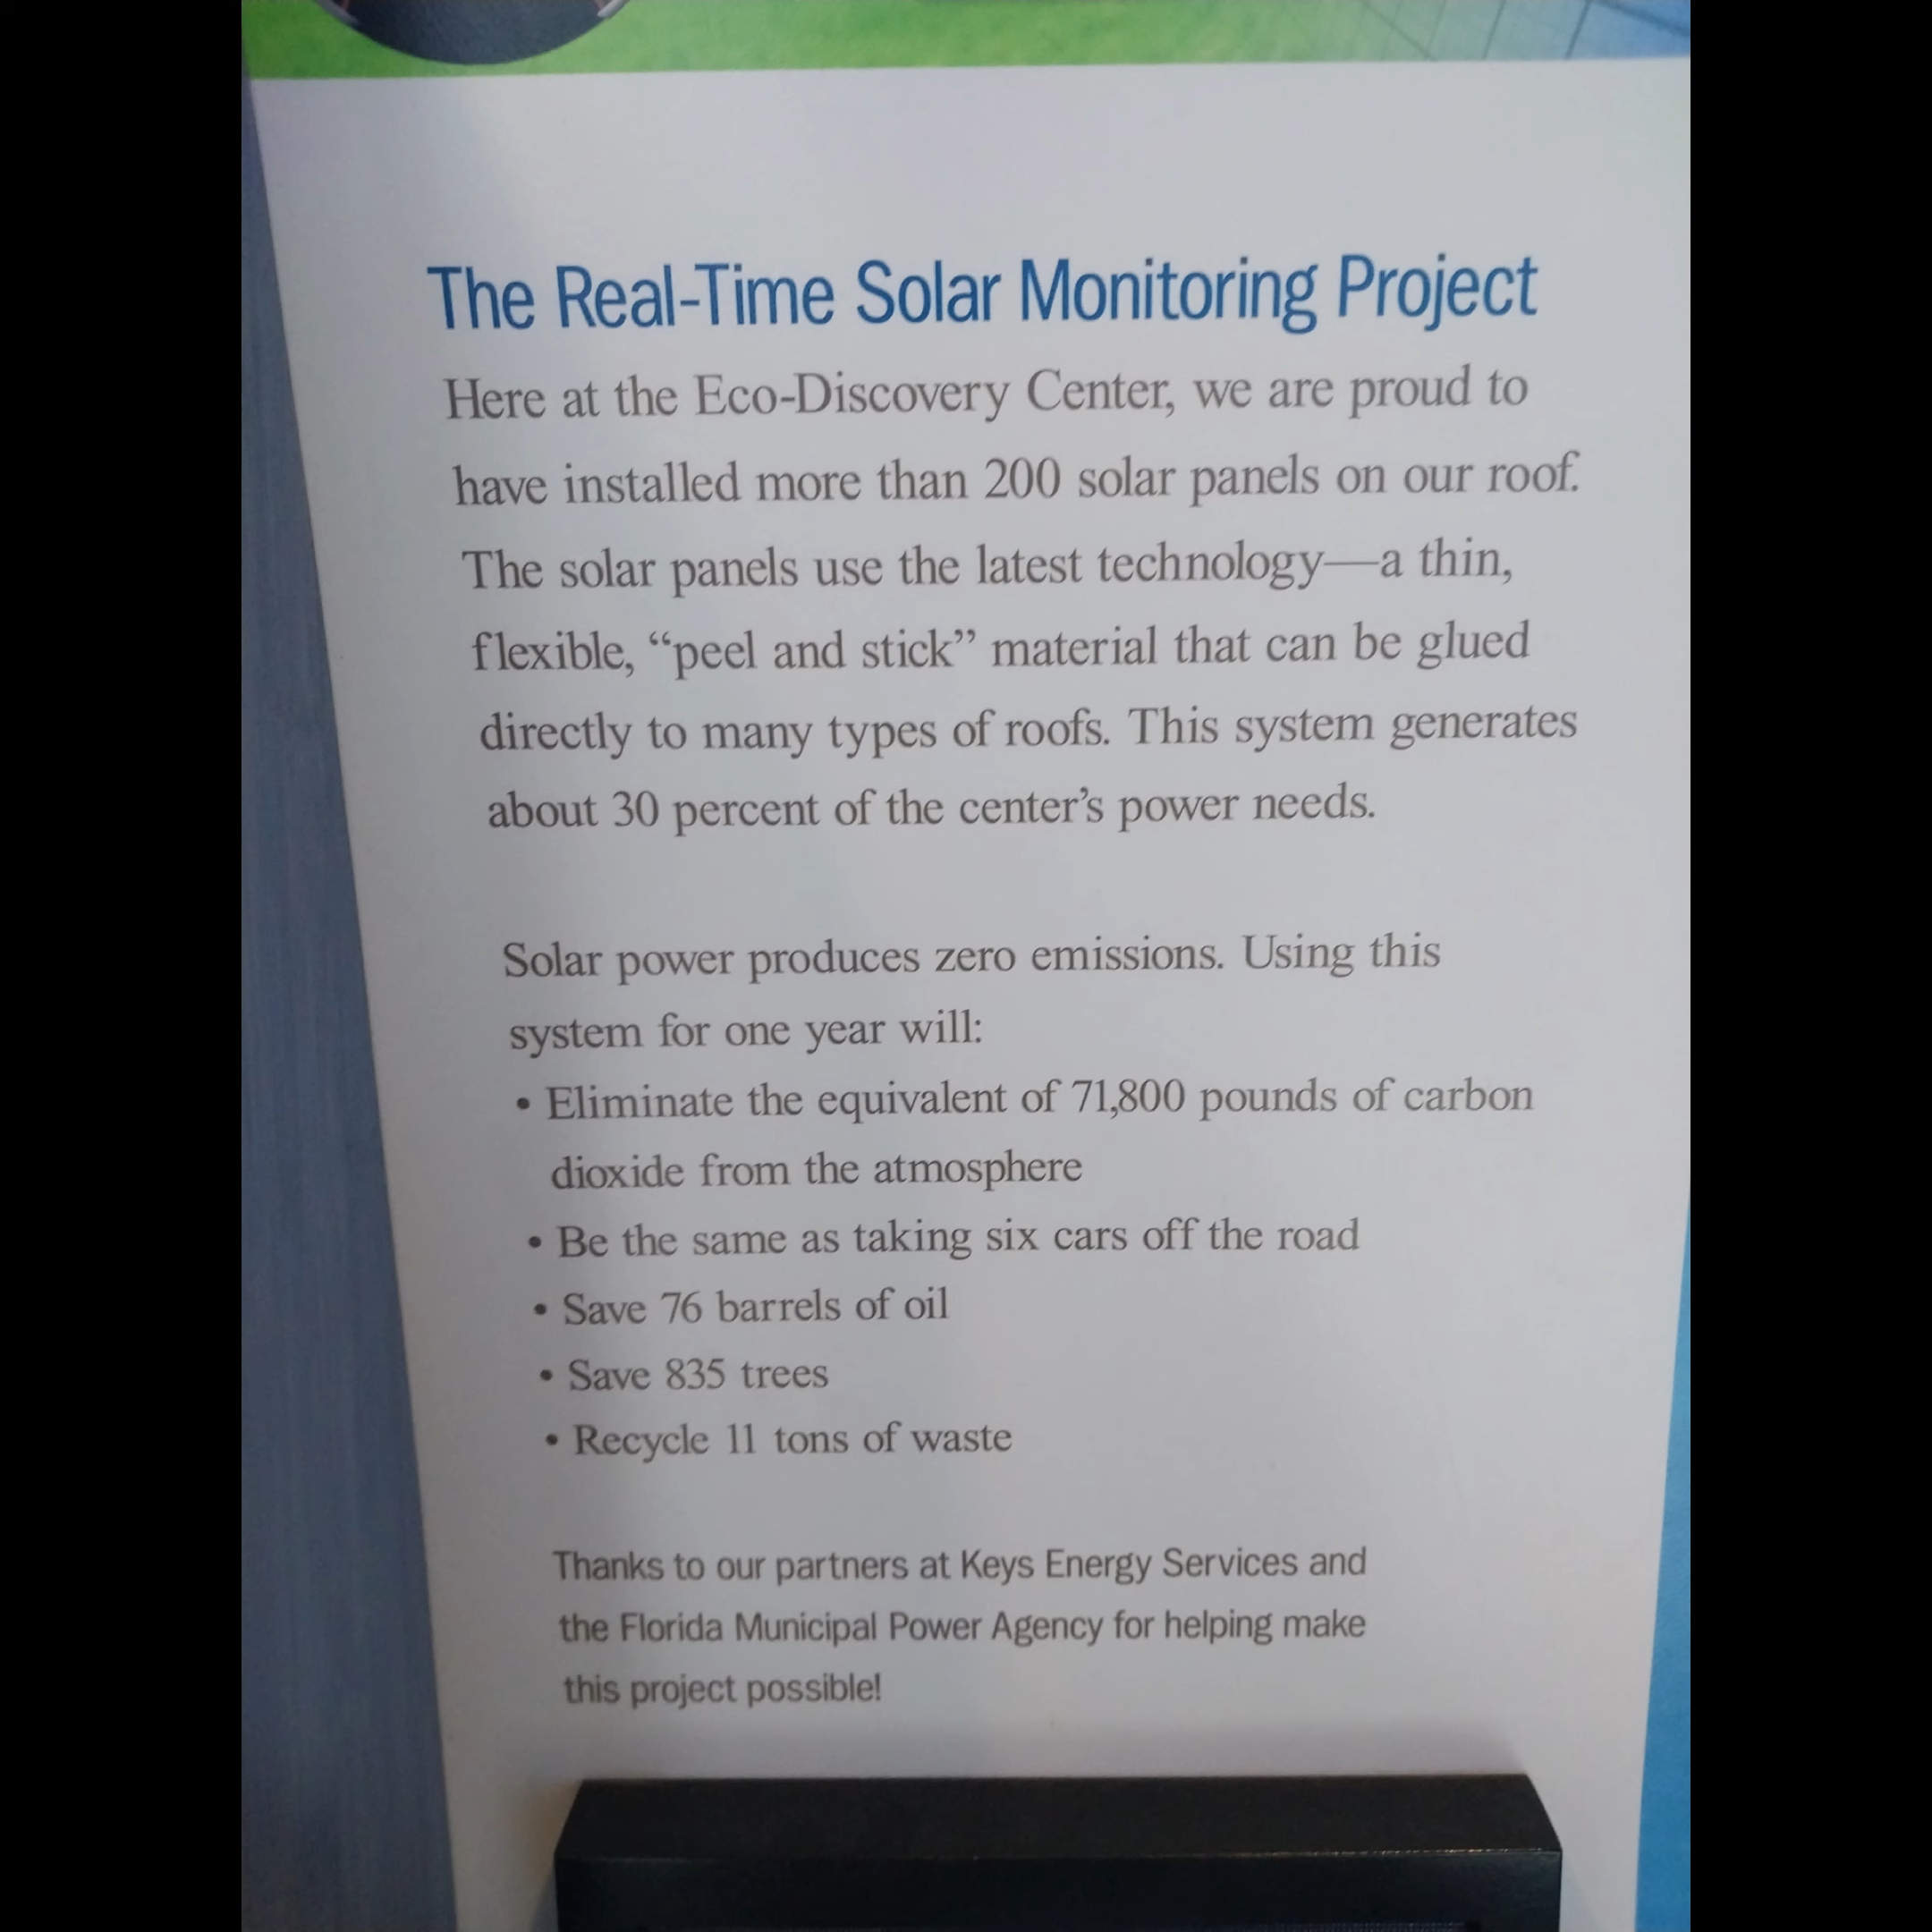 The Real-Time Solar Monitoring Project
Here at the Eco-Discovery Center, we are proud to
have installed more than 200 solar panels on our roof.
The solar panels use the latest technology—a thin,
flexible, “peel and stick” material that can be glued
directly to many types of roofs. This system generates
about 30 percent of the center’s power needs.
Solar power produces zero emissions. Using this
system for one year will:
• Eliminate the equivalent of 71,800 pounds of carbon
dioxide from the atmosphere
• Be the same as taking six cars off the road
• Save 76 barrels of oil
• Save 835 trees
• Recycle 11 tons of waste
Thanks to our partners at Keys Energy Services and
the Florida Municipal Power Agency for helping make
this project possible!